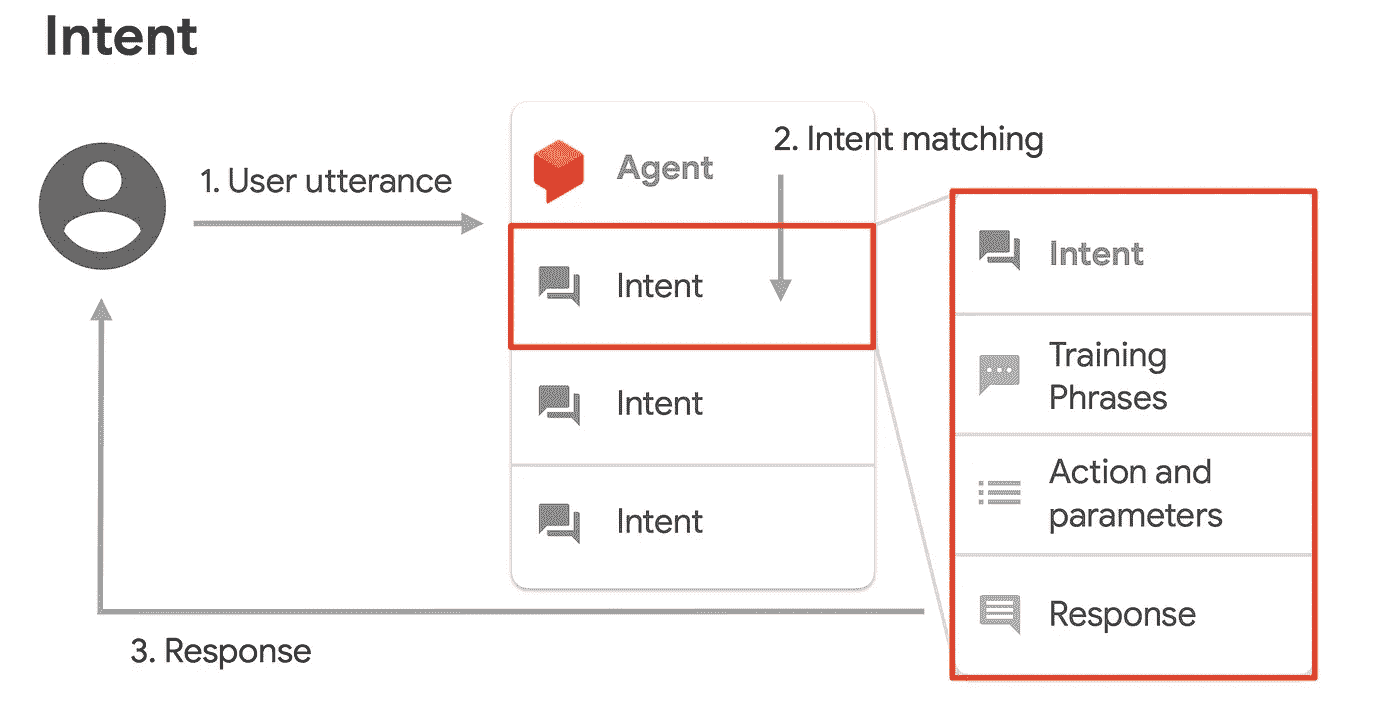 Intent
1. User utterance
Agent
2. Intent matching
Intent
Intent
Intent
Intent
Training
Phrases
Action and
parameters
Response
3. Response